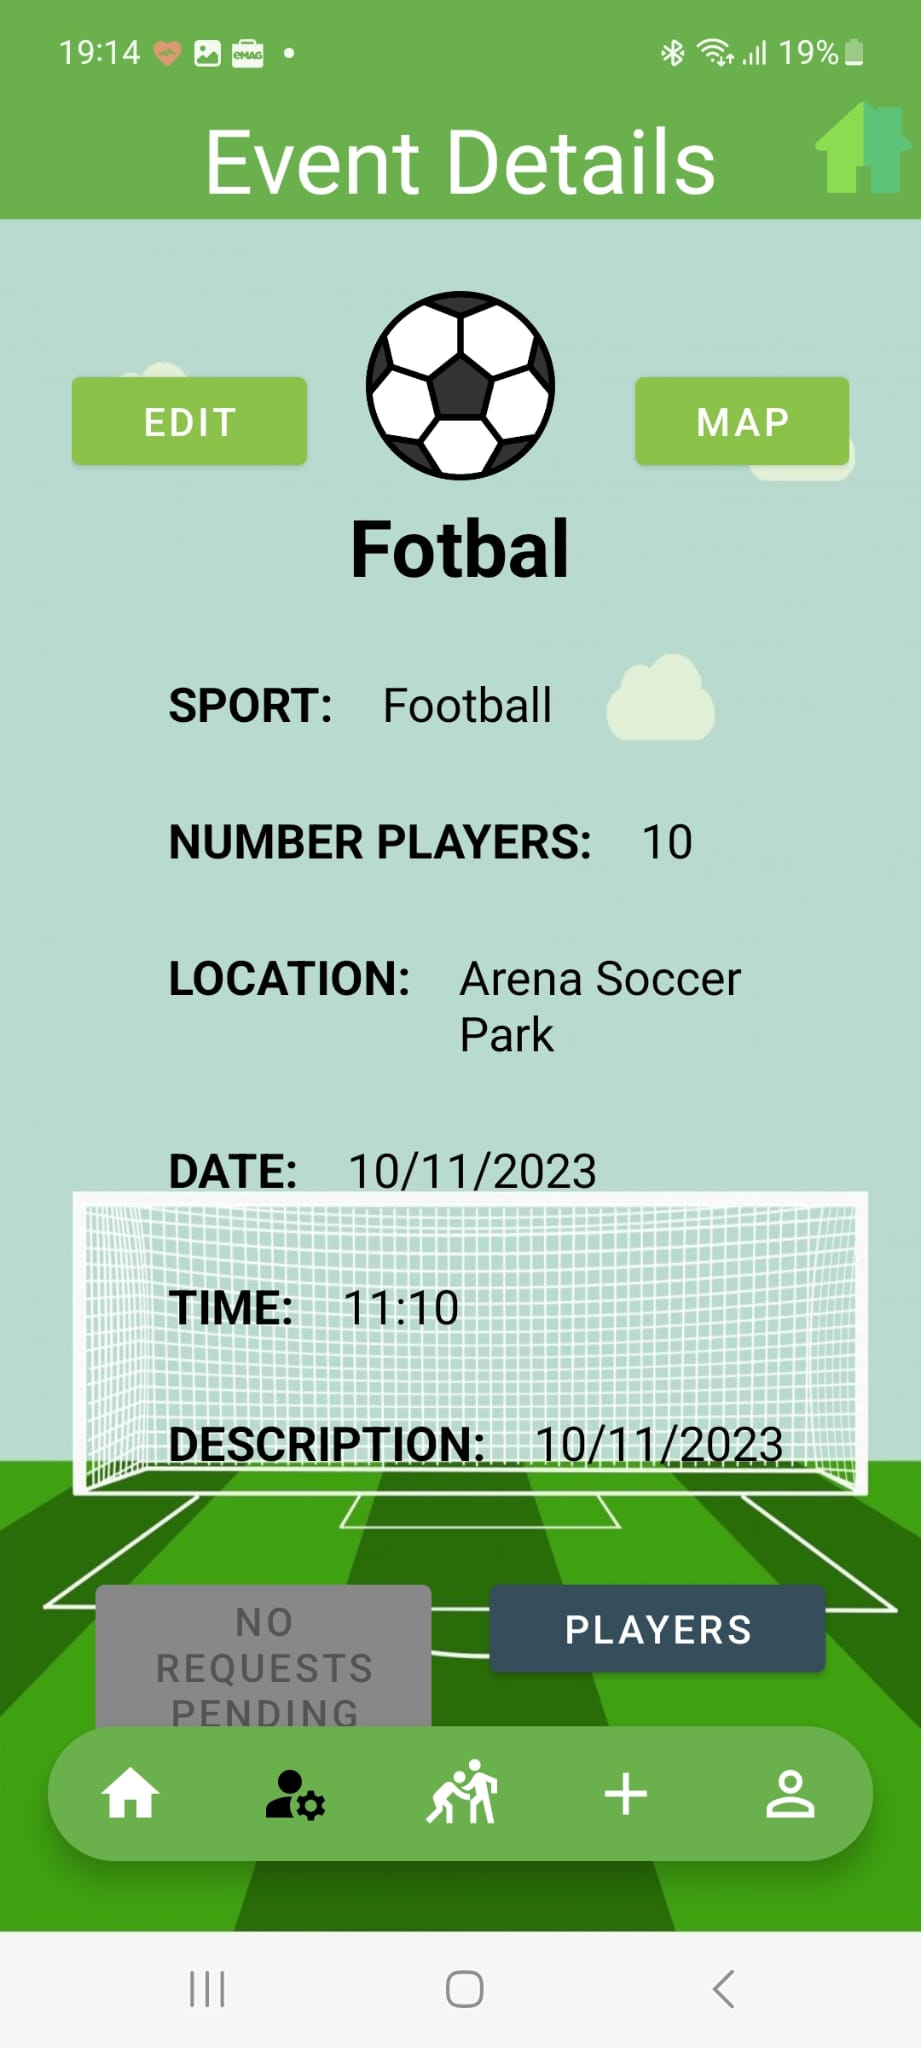 19:14 eMAG 19%
Event Details
EDIT
MAP
Fotbal
SPORT: Football
NUMBER PLAYERS: 10
LOCATION: Arena Soccer
Park
DATE: 10/11/2023
TIME: 11:10
DESCRIPTION: 10/11/2023
NO
REQUESTS
PENDING
PLAYERS